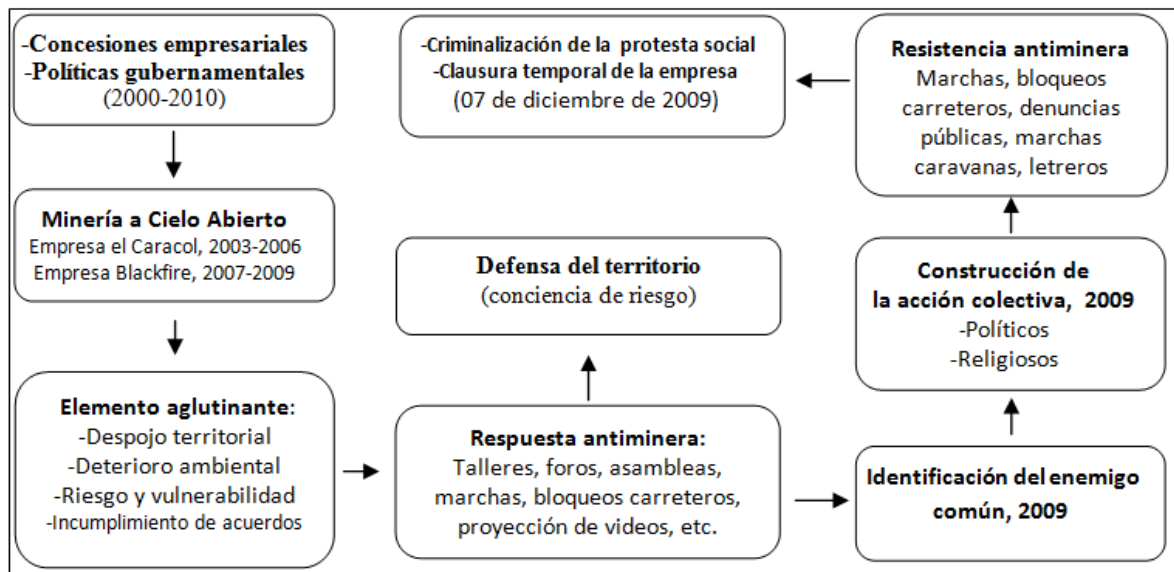 -Concesiones empresariales
-Políticas gubernamentales
(2000-2010)
Minería a Cielo Abierto
Empresa el Caracol, 2003-2006
Empresa Blackfire, 2007-2009
Elemento aglutinante:
-Despojo territorial
-Deterioro ambiental
-Riesgo y vulnerabilidad
-Incumplimiento de acuerdos
Respuesta antiminera:
Talleres, foros, asambleas,
marchas, bloqueos carreteros,
proyección de videos, etc.
Defensa del territorio
(conciencia de riesgo)
Identificación del enemigo
común, 2009
Construcción de
la acción colectiva, 2009
-Políticos
-Religiosos
Resistencia antiminera
Marchas, bloqueos
carreteros, denuncias
públicas, marchas
caravanas, letreros
-Criminalización de la protesta social
-Clausura temporal de la empresa
(07 de diciembre de 2009)